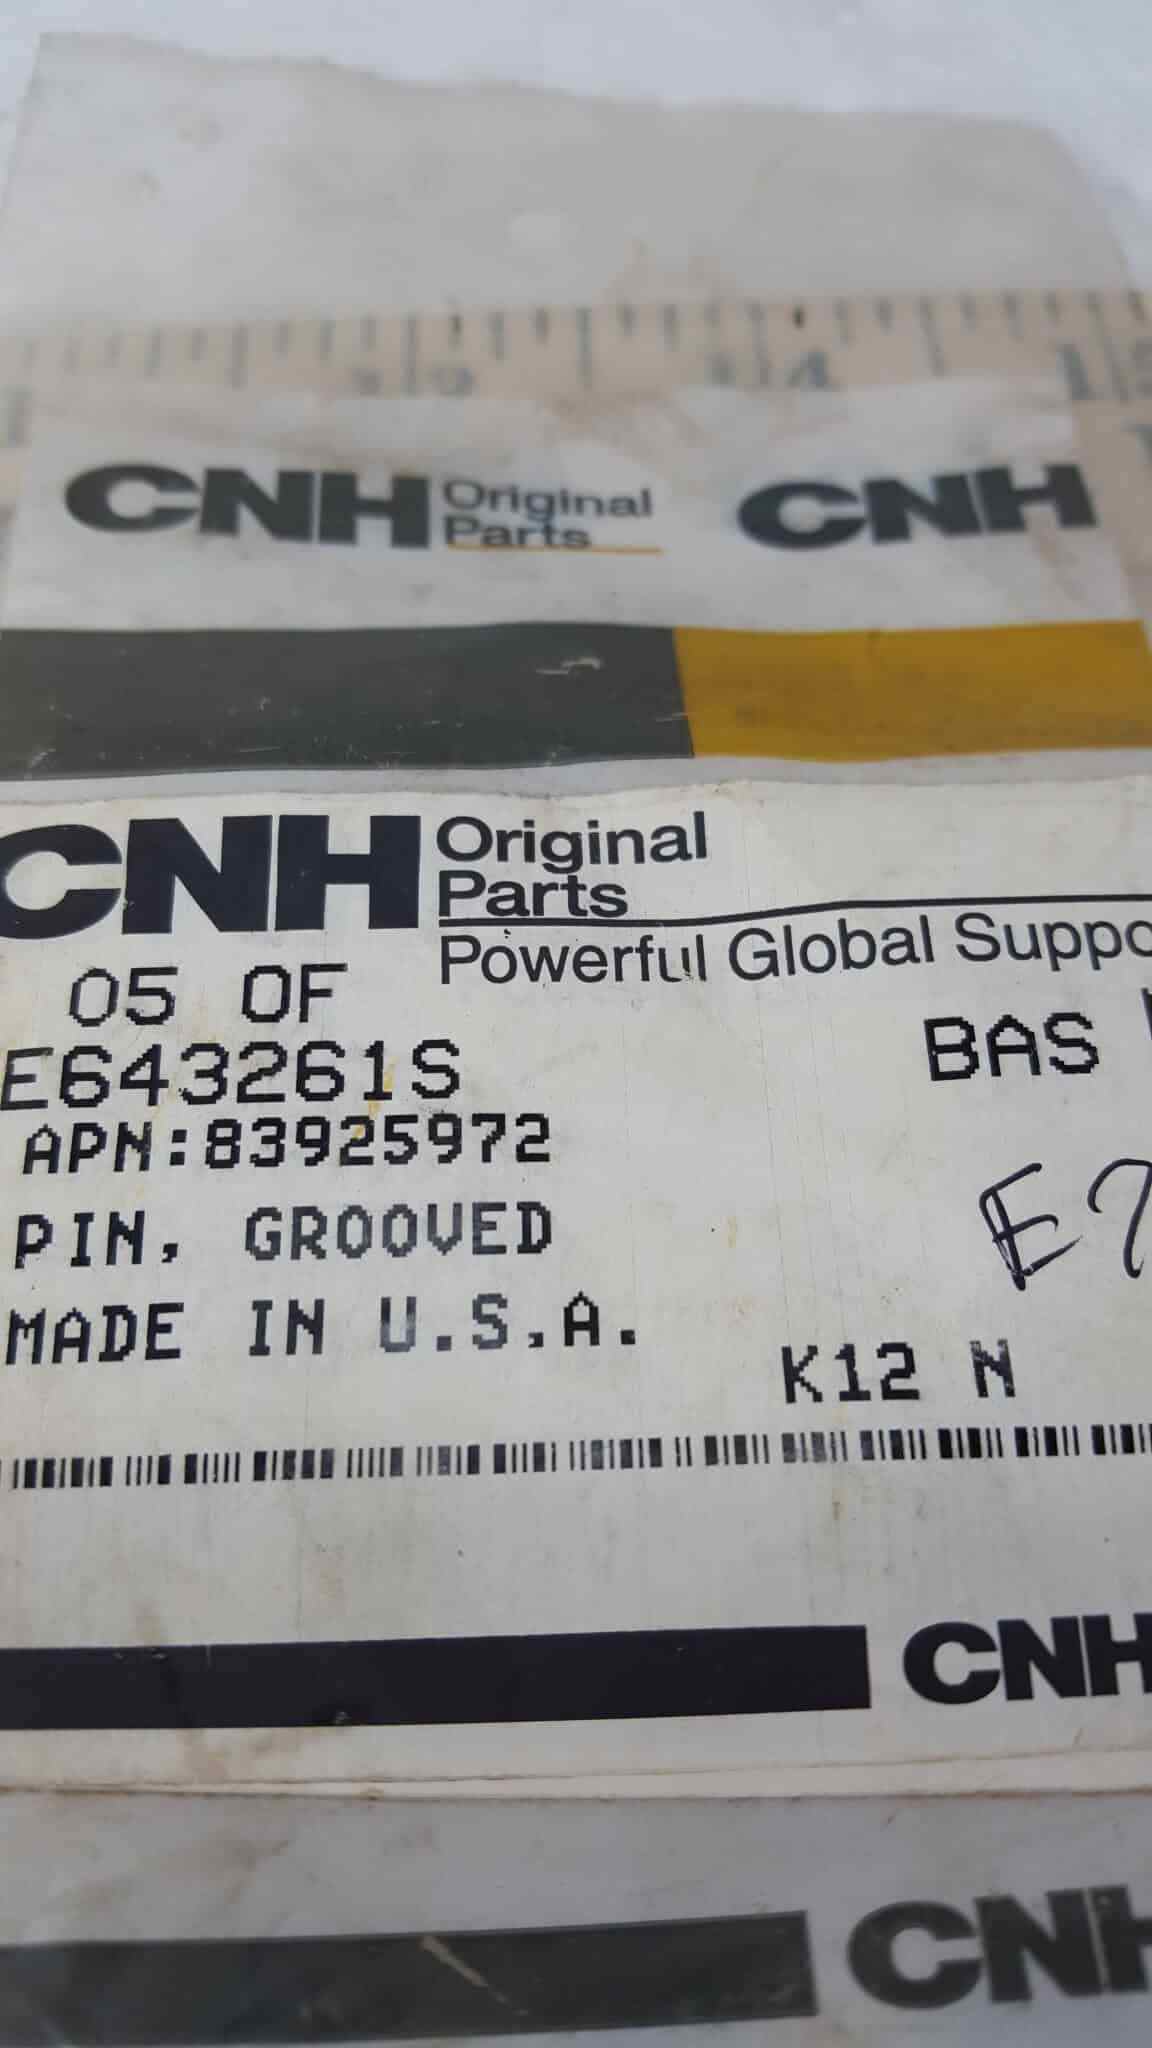 CNH Original Parts CNH
CNH Original Parts
Powerful Global Suppo
05 OF
BAS
E643261S
APN:83925972
PIN, GROOVED
E7
MADE IN U.S.A.
K12 N
CNH
CNH